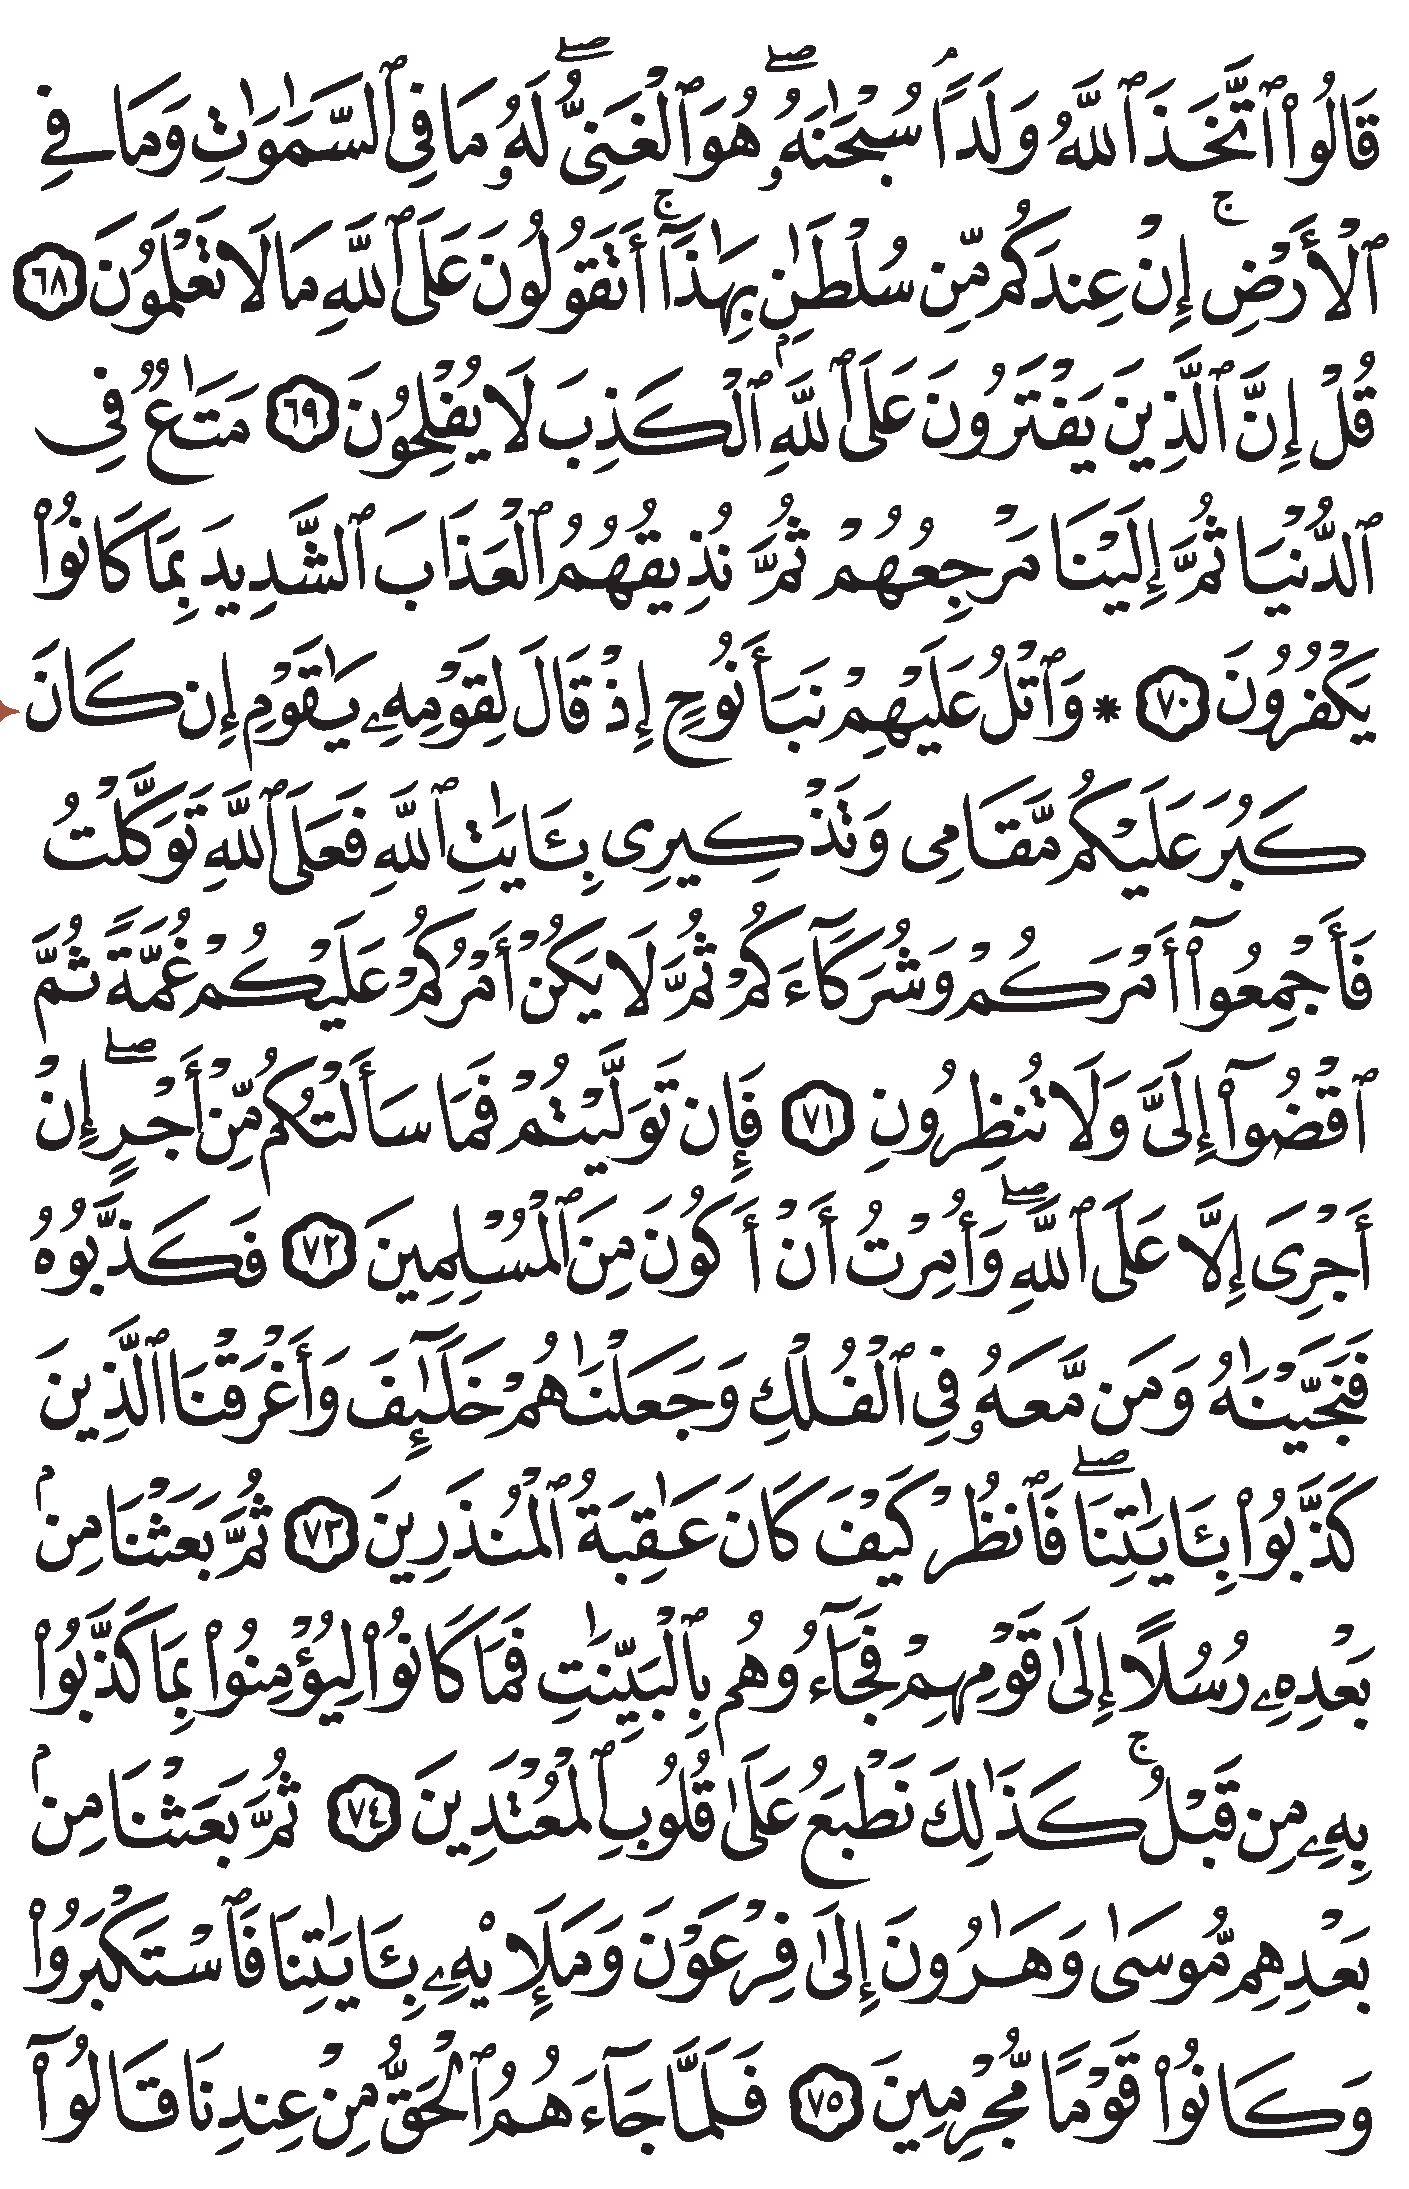 قَالُوا۟ ٱتَّخَذَ ٱللَّهُ وَلَدًۭا ۗ سُبْحَٰنَهُۥ ۖ هُوَ ٱلْغَنِىُّ ۖ لَهُۥ مَا فِى ٱلسَّمَٰوَٰتِ وَمَا فِى
ٱلْأَرْضِ ۚ إِنْ عِندَكُم مِّن سُلْطَٰنٍۭ بِهَٰذَآ ۚ أَتَقُولُونَ عَلَى ٱللَّهِ مَا لَا تَعْلَمُونَ ٦٨
قُلْ إِنَّ ٱلَّذِينَ يَفْتَرُونَ عَلَى ٱللَّهِ ٱلْكَذِبَ لَا يُفْلِحُونَ ٦٩ مَتَٰعٌۭ فِى
ٱلدُّنْيَا ثُمَّ إِلَيْنَا مَرْجِعُهُمْ ثُمَّ نُذِيقُهُمُ ٱلْعَذَابَ ٱلشَّدِيدَ بِمَا كَانُوا۟
يَكْفُرُونَ ٧٠ * وَٱتْلُ عَلَيْهِمْ نَبَأَ نُوحٍ إِذْ قَالَ لِقَوْمِهِۦ يَٰقَوْمِ إِن كَانَ
كَبُرَ عَلَيْكُم مَّقَامِى وَتَذْكِيرِى بِـَٔايَٰتِ ٱللَّهِ فَعَلَى ٱللَّهِ تَوَكَّلْتُ
فَأَجْمِعُوٓا۟ أَمْرَكُمْ وَشُرَكَآءَكُمْ ثُمَّ لَا يَكُنْ أَمْرُكُمْ عَلَيْكُمْ غُمَّةًۭ ثُمَّ
ٱقْضُوٓا۟ إِلَىَّ وَلَا تُنظِرُونِ ٧١ فَإِن تَوَلَّيْتُمْ فَمَا سَأَلْتُكُم مِّنْ أَجْرٍ ۖ إِنْ
أَجْرِىَ إِلَّا عَلَى ٱللَّهِ ۖ وَأُمِرْتُ أَنْ أَكُونَ مِنَ ٱلْمُسْلِمِينَ ٧٢ فَكَذَّبُوهُ
فَنَجَّيْنَٰهُ وَمَن مَّعَهُۥ فِى ٱلْفُلْكِ وَجَعَلْنَٰهُمْ خَلَٰٓئِفَ وَأَغْرَقْنَا ٱلَّذِينَ
كَذَّبُوا۟ بِـَٔايَٰتِنَا ۖ فَٱنظُرْ كَيْفَ كَانَ عَٰقِبَةُ ٱلْمُنذَرِينَ ٧٣ ثُمَّ بَعَثْنَا مِنۢ
بَعْدِهِۦ رُسُلًا إِلَىٰ قَوْمِهِمْ فَجَآءُوهُم بِٱلْبَيِّنَٰتِ فَمَا كَانُوا۟ لِيُؤْمِنُوا۟ بِمَا كَذَّبُوا۟
بِهِۦ مِن قَبْلُ ۚ كَذَٰلِكَ نَطْبَعُ عَلَىٰ قُلُوبِ ٱلْمُعْتَدِينَ ٧٤ ثُمَّ بَعَثْنَا مِنۢ
بَعْدِهِم مُّوسَىٰ وَهَٰرُونَ إِلَىٰ فِرْعَوْنَ وَمَلَإِي۟هِۦ بِـَٔايَٰتِنَا فَٱسْتَكْبَرُوا۟
وَكَانُوا۟ قَوْمًۭا مُّجْرِمِينَ ٧٥ فَلَمَّا جَآءَهُمُ ٱلْحَقُّ مِنْ عِندِنَا قَالُوٓا۟